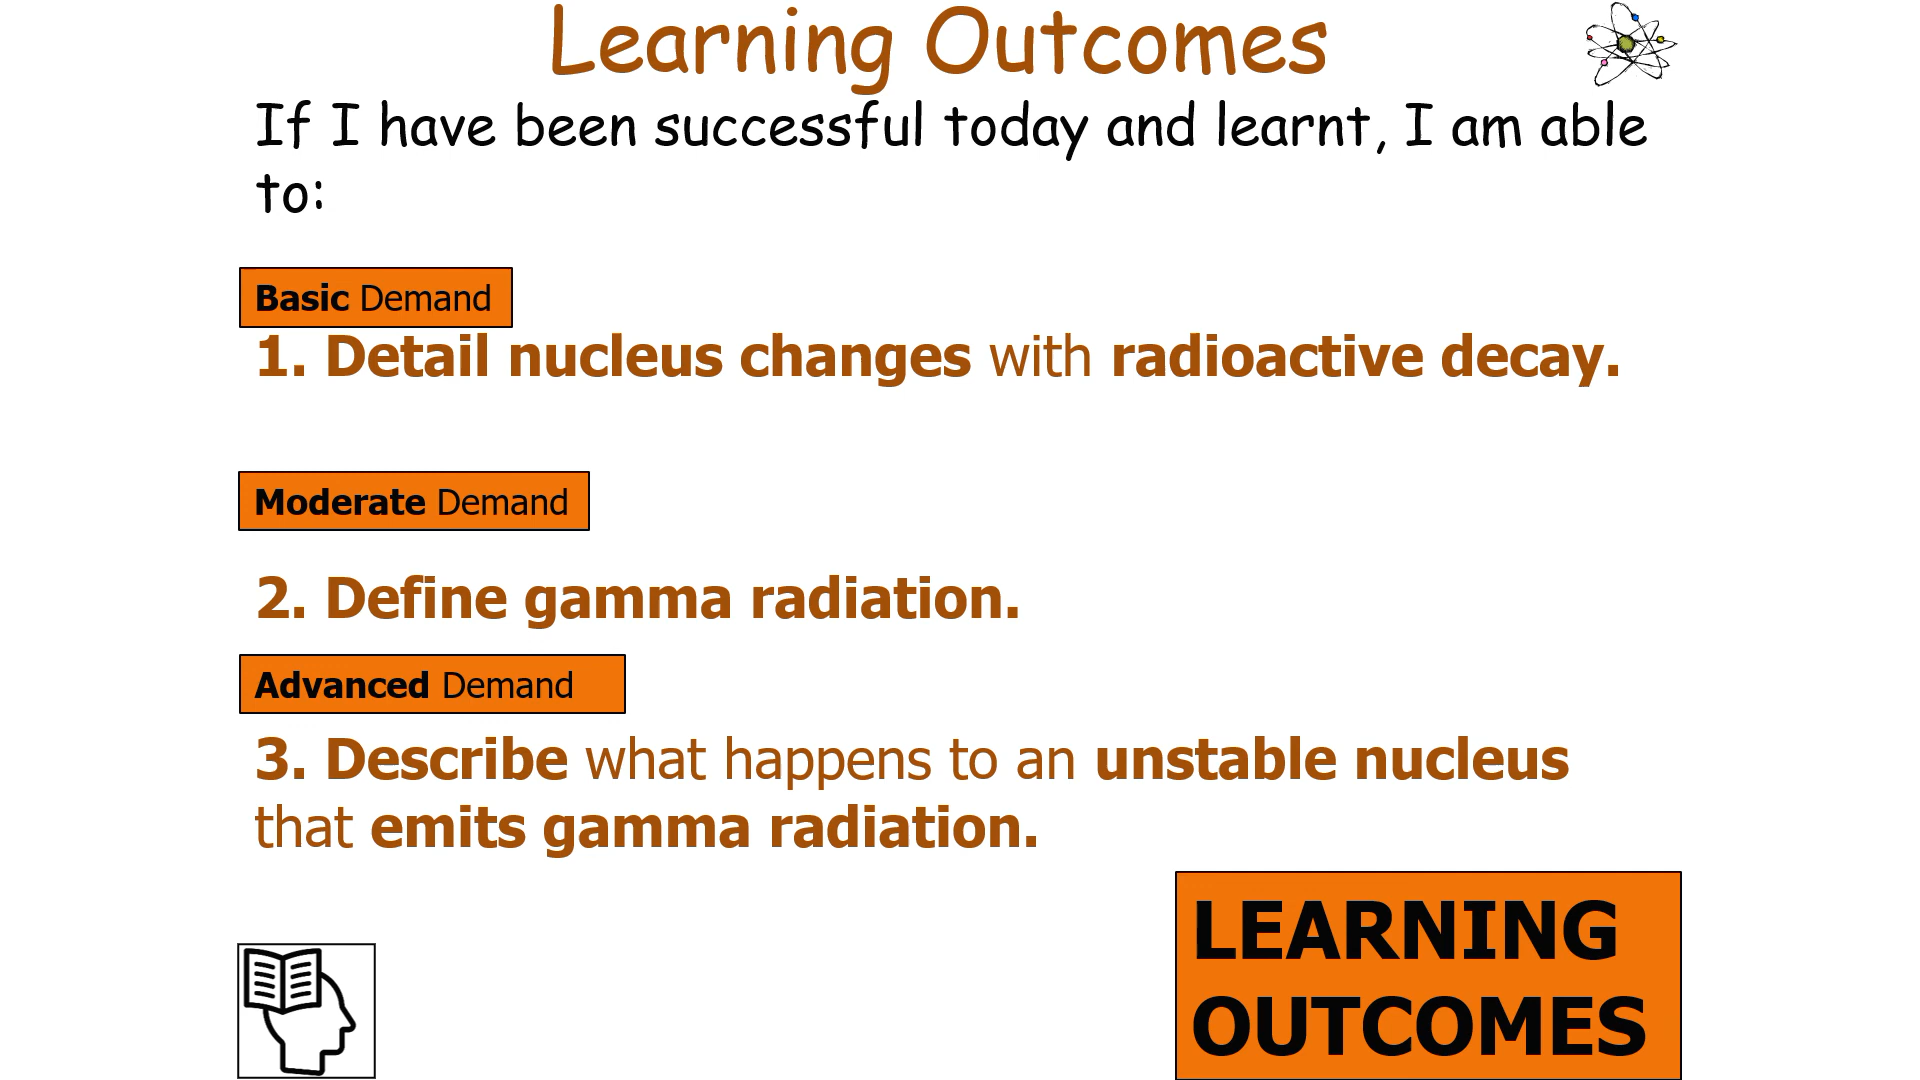 Learning Outcomes
If I have been successful today and learnt, I am able
to:
Basic Demand
1. Detail nucleus changes with radioactive decay.
Moderate Demand
2. Define gamma radiation.
Advanced Demand
3. Describe what happens to an unstable nucleus
that emits gamma radiation.
LEARNING
OUTCOMES